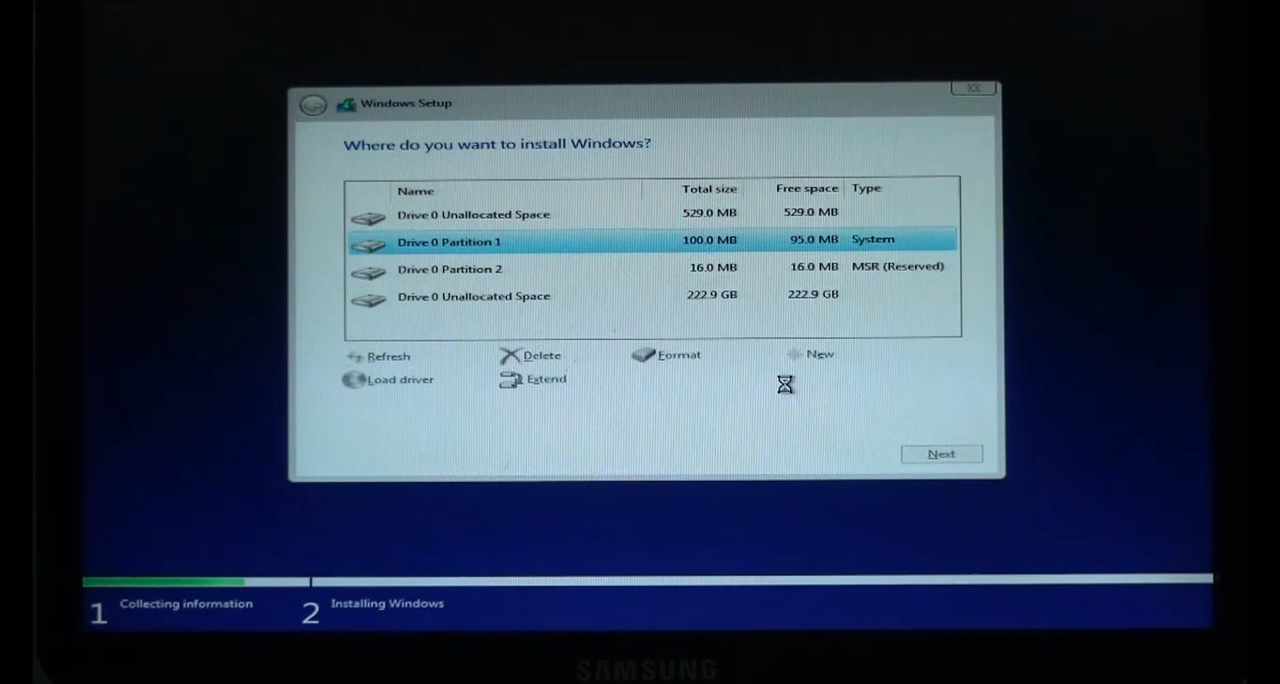 Windows Setup
Where do you want to install Windows?
Name Total size Free space Type
Drive 0 Unallocated Space 529.0 MB 529.0 MB
Drive 0 Partition 1 100.0 MB 95.0 MB System
Drive 0 Partition 2 16.0 MB 16.0 MB MSR (Reserved)
Drive 0 Unallocated Space 222.9 GB 222.9 GB
Refresh Delete Format New
Load driver Extend
Next
1 Collecting information 2 Installing Windows
SAMSUNG